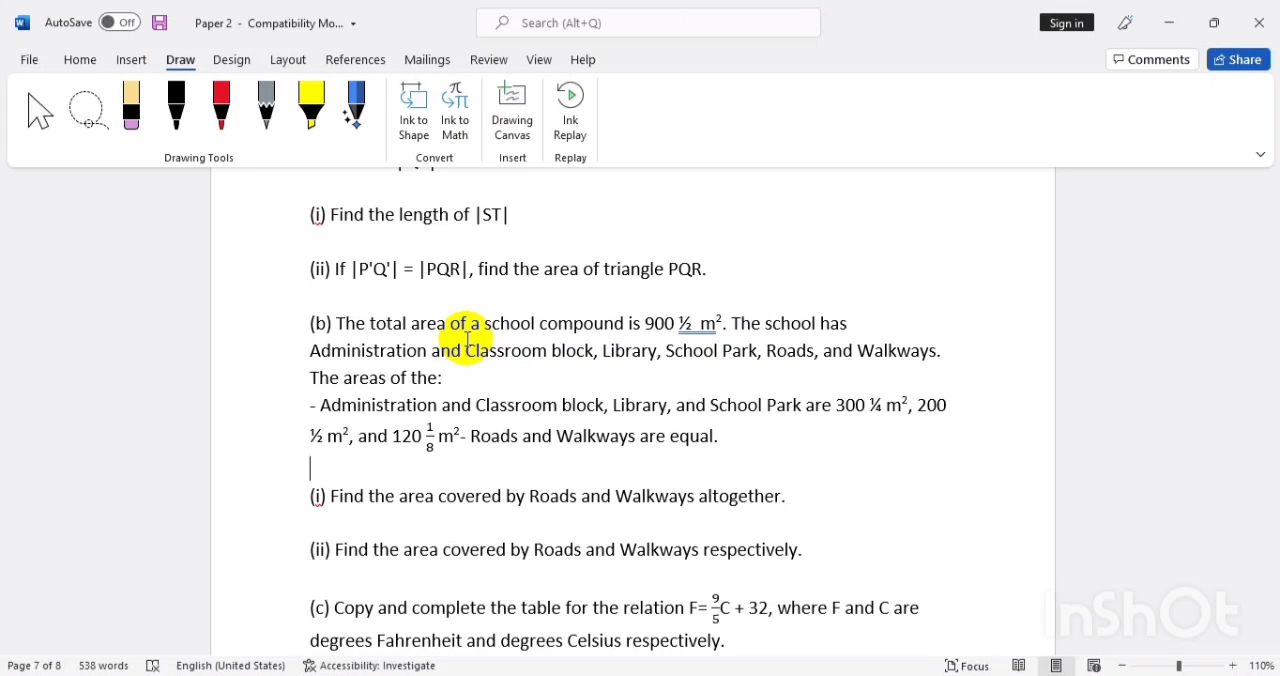 AutoSave Off Paper 2 - Compatibility Mo... Search (Alt+Q) Sign in
File Home Insert Draw Design Layout References Mailings Review View Help Comments Share
Ink to Shape Ink to Math Drawing Canvas Ink Replay
Drawing Tools Convert Insert Replay
(i) Find the length of |ST|
(ii) If |P'Q'| = |PQR|, find the area of triangle PQR.
(b) The total area of a school compound is 900 ½ m². The school has
Administration and Classroom block, Library, School Park, Roads, and Walkways.
The areas of the:
- Administration and Classroom block, Library, and School Park are 300 ¼ m², 200
½ m², and 120 1/8 m²- Roads and Walkways are equal.
(i) Find the area covered by Roads and Walkways altogether.
(ii) Find the area covered by Roads and Walkways respectively.
(c) Copy and complete the table for the relation F= 9/5 C + 32, where F and C are
degrees Fahrenheit and degrees Celsius respectively.
InShOt
Page 7 of 8 538 words English (United States) Accessibility: Investigate Focus 110%